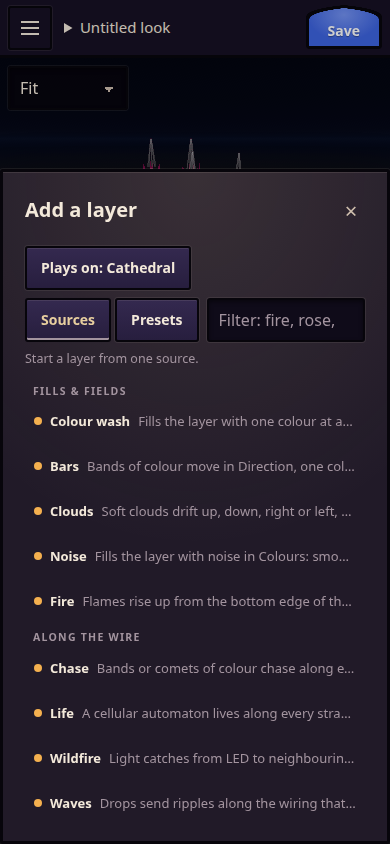 Untitled look
Save
Fit
Add a layer
Plays on: Cathedral
Sources
Presets
Filter: fire, rose,
Start a layer from one source.
FILLS & FIELDS
Colour wash Fills the layer with one colour at a...
Bars Bands of colour move in Direction, one col...
Clouds Soft clouds drift up, down, right or left, ...
Noise Fills the layer with noise in Colours: smo...
Fire Flames rise up from the bottom edge of th...
ALONG THE WIRE
Chase Bands or comets of colour chase along e...
Life A cellular automaton lives along every stra...
Wildfire Light catches from LED to neighbourin...
Waves Drops send ripples along the wiring that...